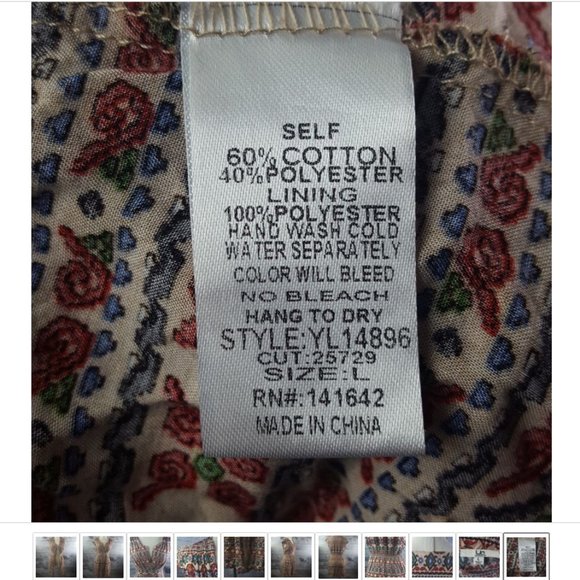 SELF
60% COTTON
40%POLYESTER
LINING
100%POLYESTER
HAND WASH COLD
WATER SEPARATELY
COLOR WILL BLEED
NO BLEACH
HANG TO DRY
STYLE:YL14896
CUT:25729
SIZE:L
RN#:141642
MADE IN CHINA